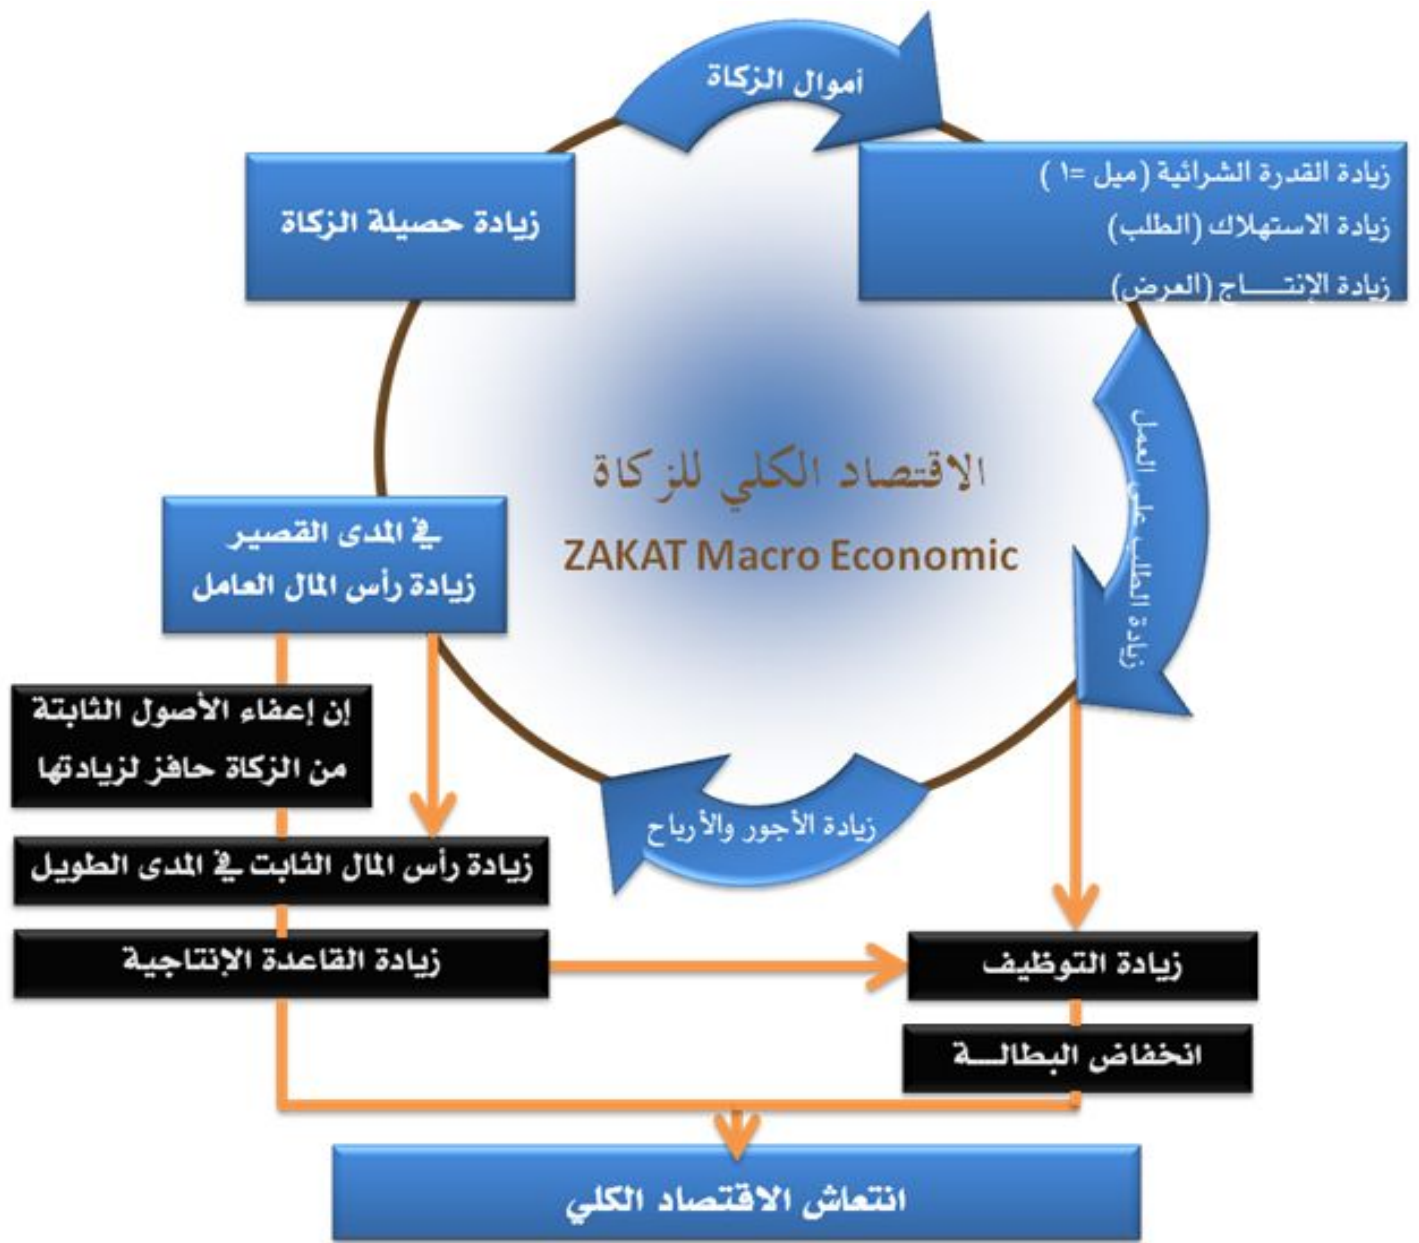 أموال الزكاة
زيادة القدرة الشرائية (ميل =١ )
زيادة الاستهلاك (الطلب)
زيادة الإنتـــــاج (العرض)
زيادة حصيلة الزكاة
زيادة الطلب على العمل
الاقتصاد الكلي للزكاة
ZAKAT Macro Economic
في المدى القصير
زيادة رأس المال العامل
إن إعفاء الأصول الثابتة
من الزكاة حافز لزيادتها
زيادة الأجور والأرباح
زيادة رأس المال الثابت في المدى الطويل
زيادة القاعدة الإنتاجية
زيادة التوظيف
انخفاض البطالـــة
انتعاش الاقتصاد الكلي